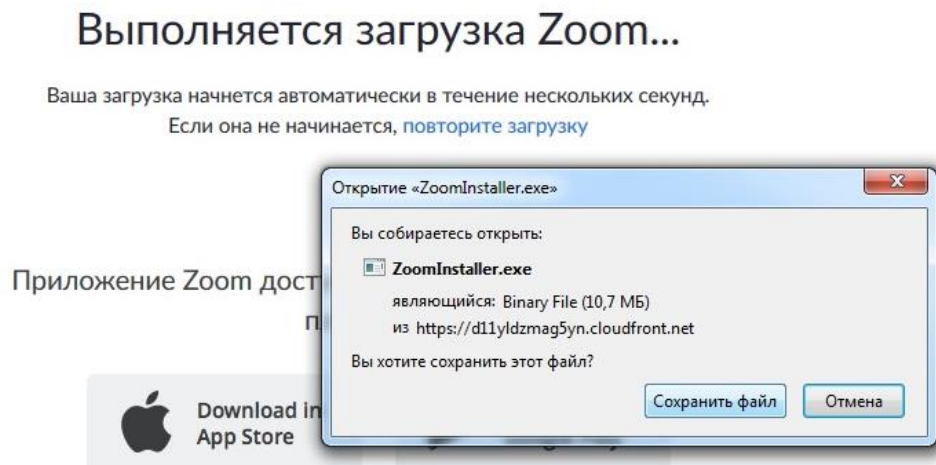 Выполняется загрузка Zoom...
Ваша загрузка начнется автоматически в течение нескольких секунд.
Если она не начинается, повторите загрузку
Открытие «ZoomInstaller.exe»
Вы собираетесь открыть:
ZoomInstaller.exe
являющийся: Binary File (10,7 МБ)
из https://d11yldzmag5yn.cloudfront.net
Вы хотите сохранить этот файл?
Сохранить файл Отмена
Приложение Zoom
Download in
App Store